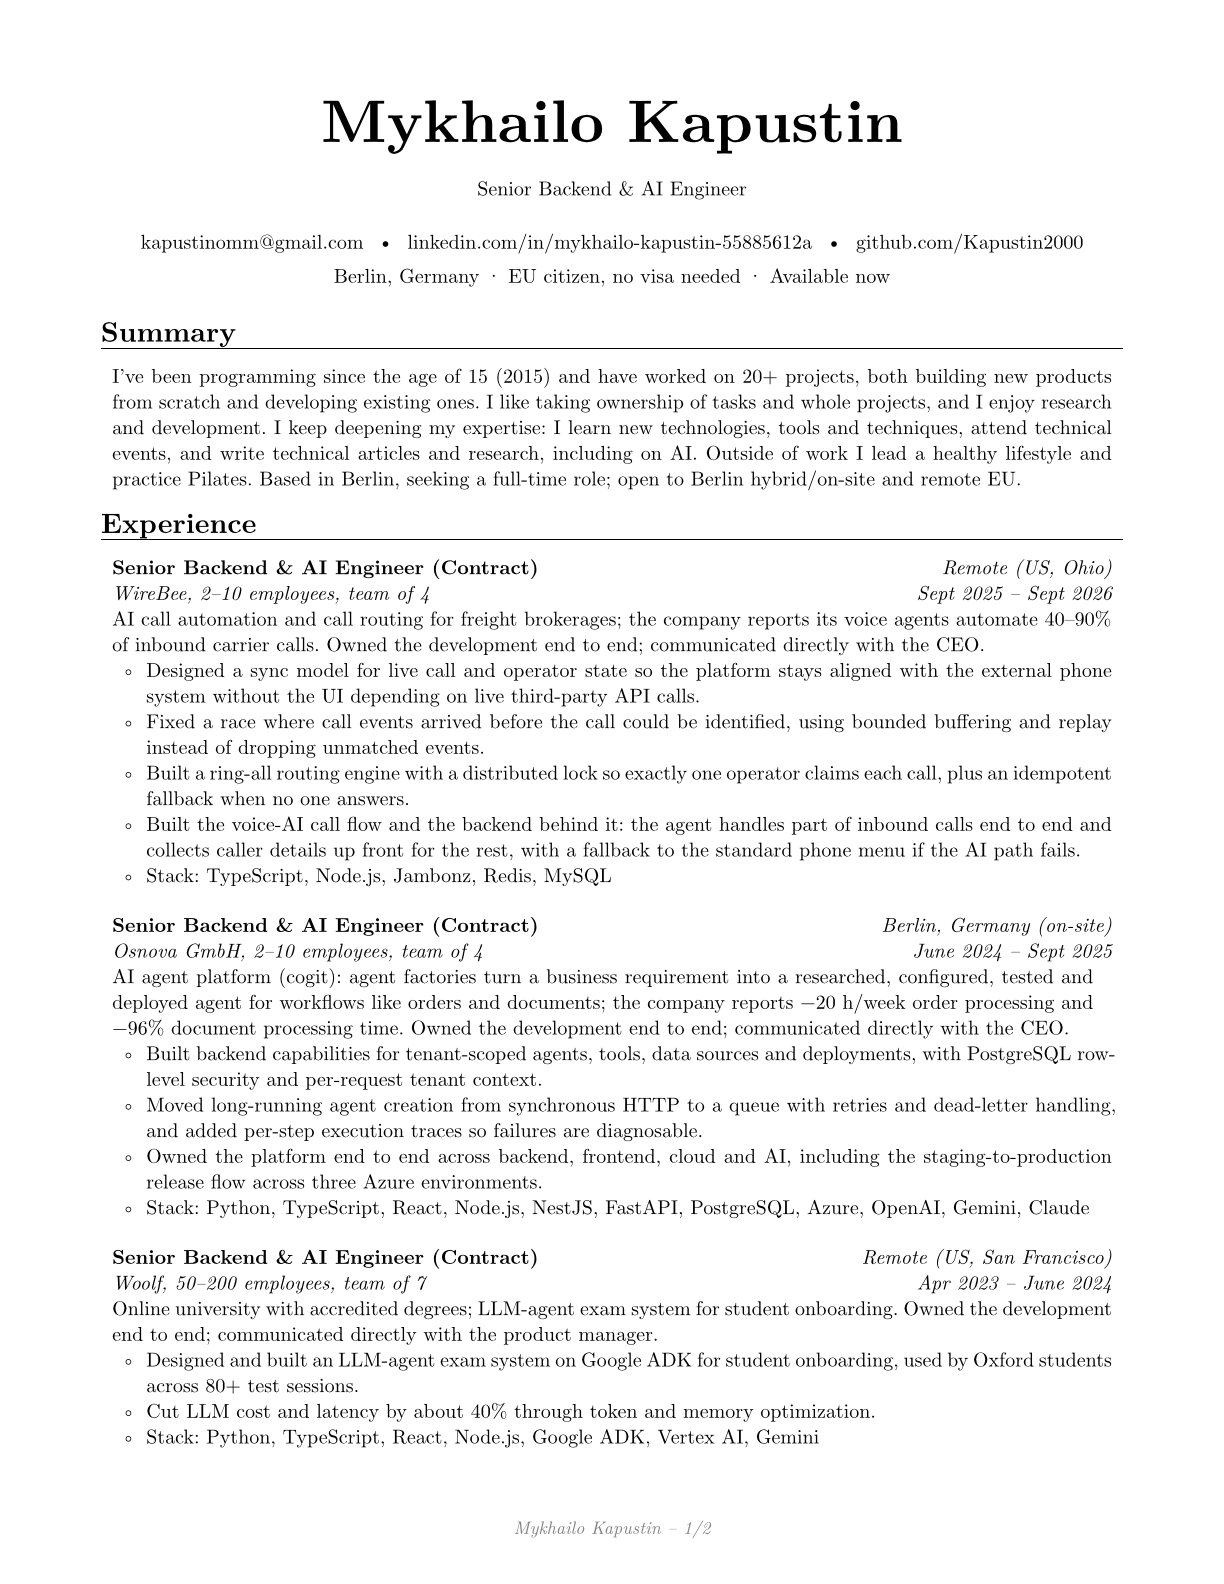 Mykhailo Kapustin
Senior Backend & AI Engineer
kapustinomm@gmail.com • linkedin.com/in/mykhailo-kapustin-55885612a • github.com/Kapustin2000
Berlin, Germany · EU citizen, no visa needed · Available now
Summary
I've been programming since the age of 15 (2015) and have worked on 20+ projects, both building new products
from scratch and developing existing ones. I like taking ownership of tasks and whole projects, and I enjoy research
and development. I keep deepening my expertise: I learn new technologies, tools and techniques, attend technical
events, and write technical articles and research, including on AI. Outside of work I lead a healthy lifestyle and
practice Pilates. Based in Berlin, seeking a full-time role; open to Berlin hybrid/on-site and remote EU.
Experience
Senior Backend & AI Engineer (Contract) Remote (US, Ohio)
WireBee, 2–10 employees, team of 4 Sept 2025 – Sept 2026
AI call automation and call routing for freight brokerages; the company reports its voice agents automate 40–90%
of inbound carrier calls. Owned the development end to end; communicated directly with the CEO.
◦ Designed a sync model for live call and operator state so the platform stays aligned with the external phone
system without the UI depending on live third-party API calls.
◦ Fixed a race where call events arrived before the call could be identified, using bounded buffering and replay
instead of dropping unmatched events.
◦ Built a ring-all routing engine with a distributed lock so exactly one operator claims each call, plus an idempotent
fallback when no one answers.
◦ Built the voice-AI call flow and the backend behind it: the agent handles part of inbound calls end to end and
collects caller details up front for the rest, with a fallback to the standard phone menu if the AI path fails.
◦ Stack: TypeScript, Node.js, Jambonz, Redis, MySQL
Senior Backend & AI Engineer (Contract) Berlin, Germany (on-site)
Osnova GmbH, 2–10 employees, team of 4 June 2024 – Sept 2025
AI agent platform (cogit): agent factories turn a business requirement into a researched, configured, tested and
deployed agent for workflows like orders and documents; the company reports −20 h/week order processing and
−96% document processing time. Owned the development end to end; communicated directly with the CEO.
◦ Built backend capabilities for tenant-scoped agents, tools, data sources and deployments, with PostgreSQL row-
level security and per-request tenant context.
◦ Moved long-running agent creation from synchronous HTTP to a queue with retries and dead-letter handling,
and added per-step execution traces so failures are diagnosable.
◦ Owned the platform end to end across backend, frontend, cloud and AI, including the staging-to-production
release flow across three Azure environments.
◦ Stack: Python, TypeScript, React, Node.js, NestJS, FastAPI, PostgreSQL, Azure, OpenAI, Gemini, Claude
Senior Backend & AI Engineer (Contract) Remote (US, San Francisco)
Woolf, 50–200 employees, team of 7 Apr 2023 – June 2024
Online university with accredited degrees; LLM-agent exam system for student onboarding. Owned the development
end to end; communicated directly with the product manager.
◦ Designed and built an LLM-agent exam system on Google ADK for student onboarding, used by Oxford students
across 80+ test sessions.
◦ Cut LLM cost and latency by about 40% through token and memory optimization.
◦ Stack: Python, TypeScript, React, Node.js, Google ADK, Vertex AI, Gemini
Mykhailo Kapustin – 1/2